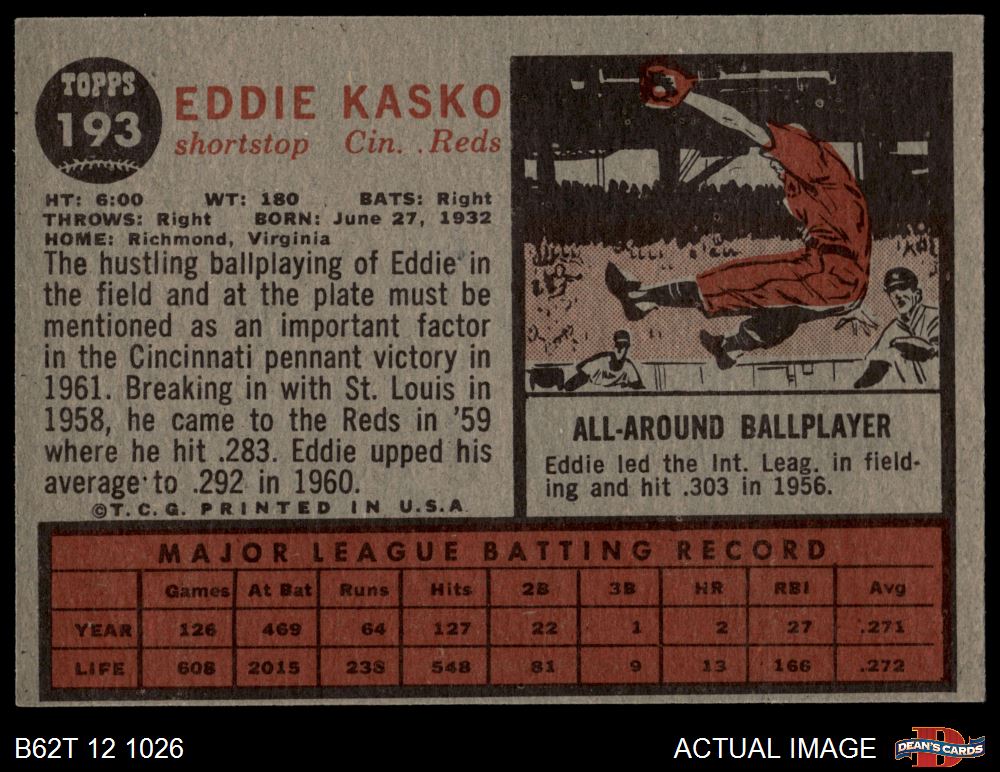 TOPPS
193
EDDIE KASKO
shortstop Cin. . Reds
HT: 6:00 WT: 180 BATS: Right
THROWS: Right BORN: June 27, 1932
HOME: Richmond, Virginia
The hustling ballplaying of Eddie in
the field and at the plate must be
mentioned as an important factor
in the Cincinnati pennant victory in
1961. Breaking in with St. Louis in
1958, he came to the Reds in '59
where he hit .283. Eddie upped his
average to .292 in 1960.
©T.C.G. PRINTED IN U.S.A.
ALL-AROUND BALLPLAYER
Eddie led the Int. Leag. in field-
ing and hit .303 in 1956.
MAJOR LEAGUE BATTING RECORD
Games At Bat Runs Hits 2B 3B HR RBI Avg
YEAR 126 469 64 127 22 1 2 27 .271
LIFE 608 2015 238 548 81 9 13 166 .272
B62T 12 1026
ACTUAL IMAGE
D
DEAN'S CARDS